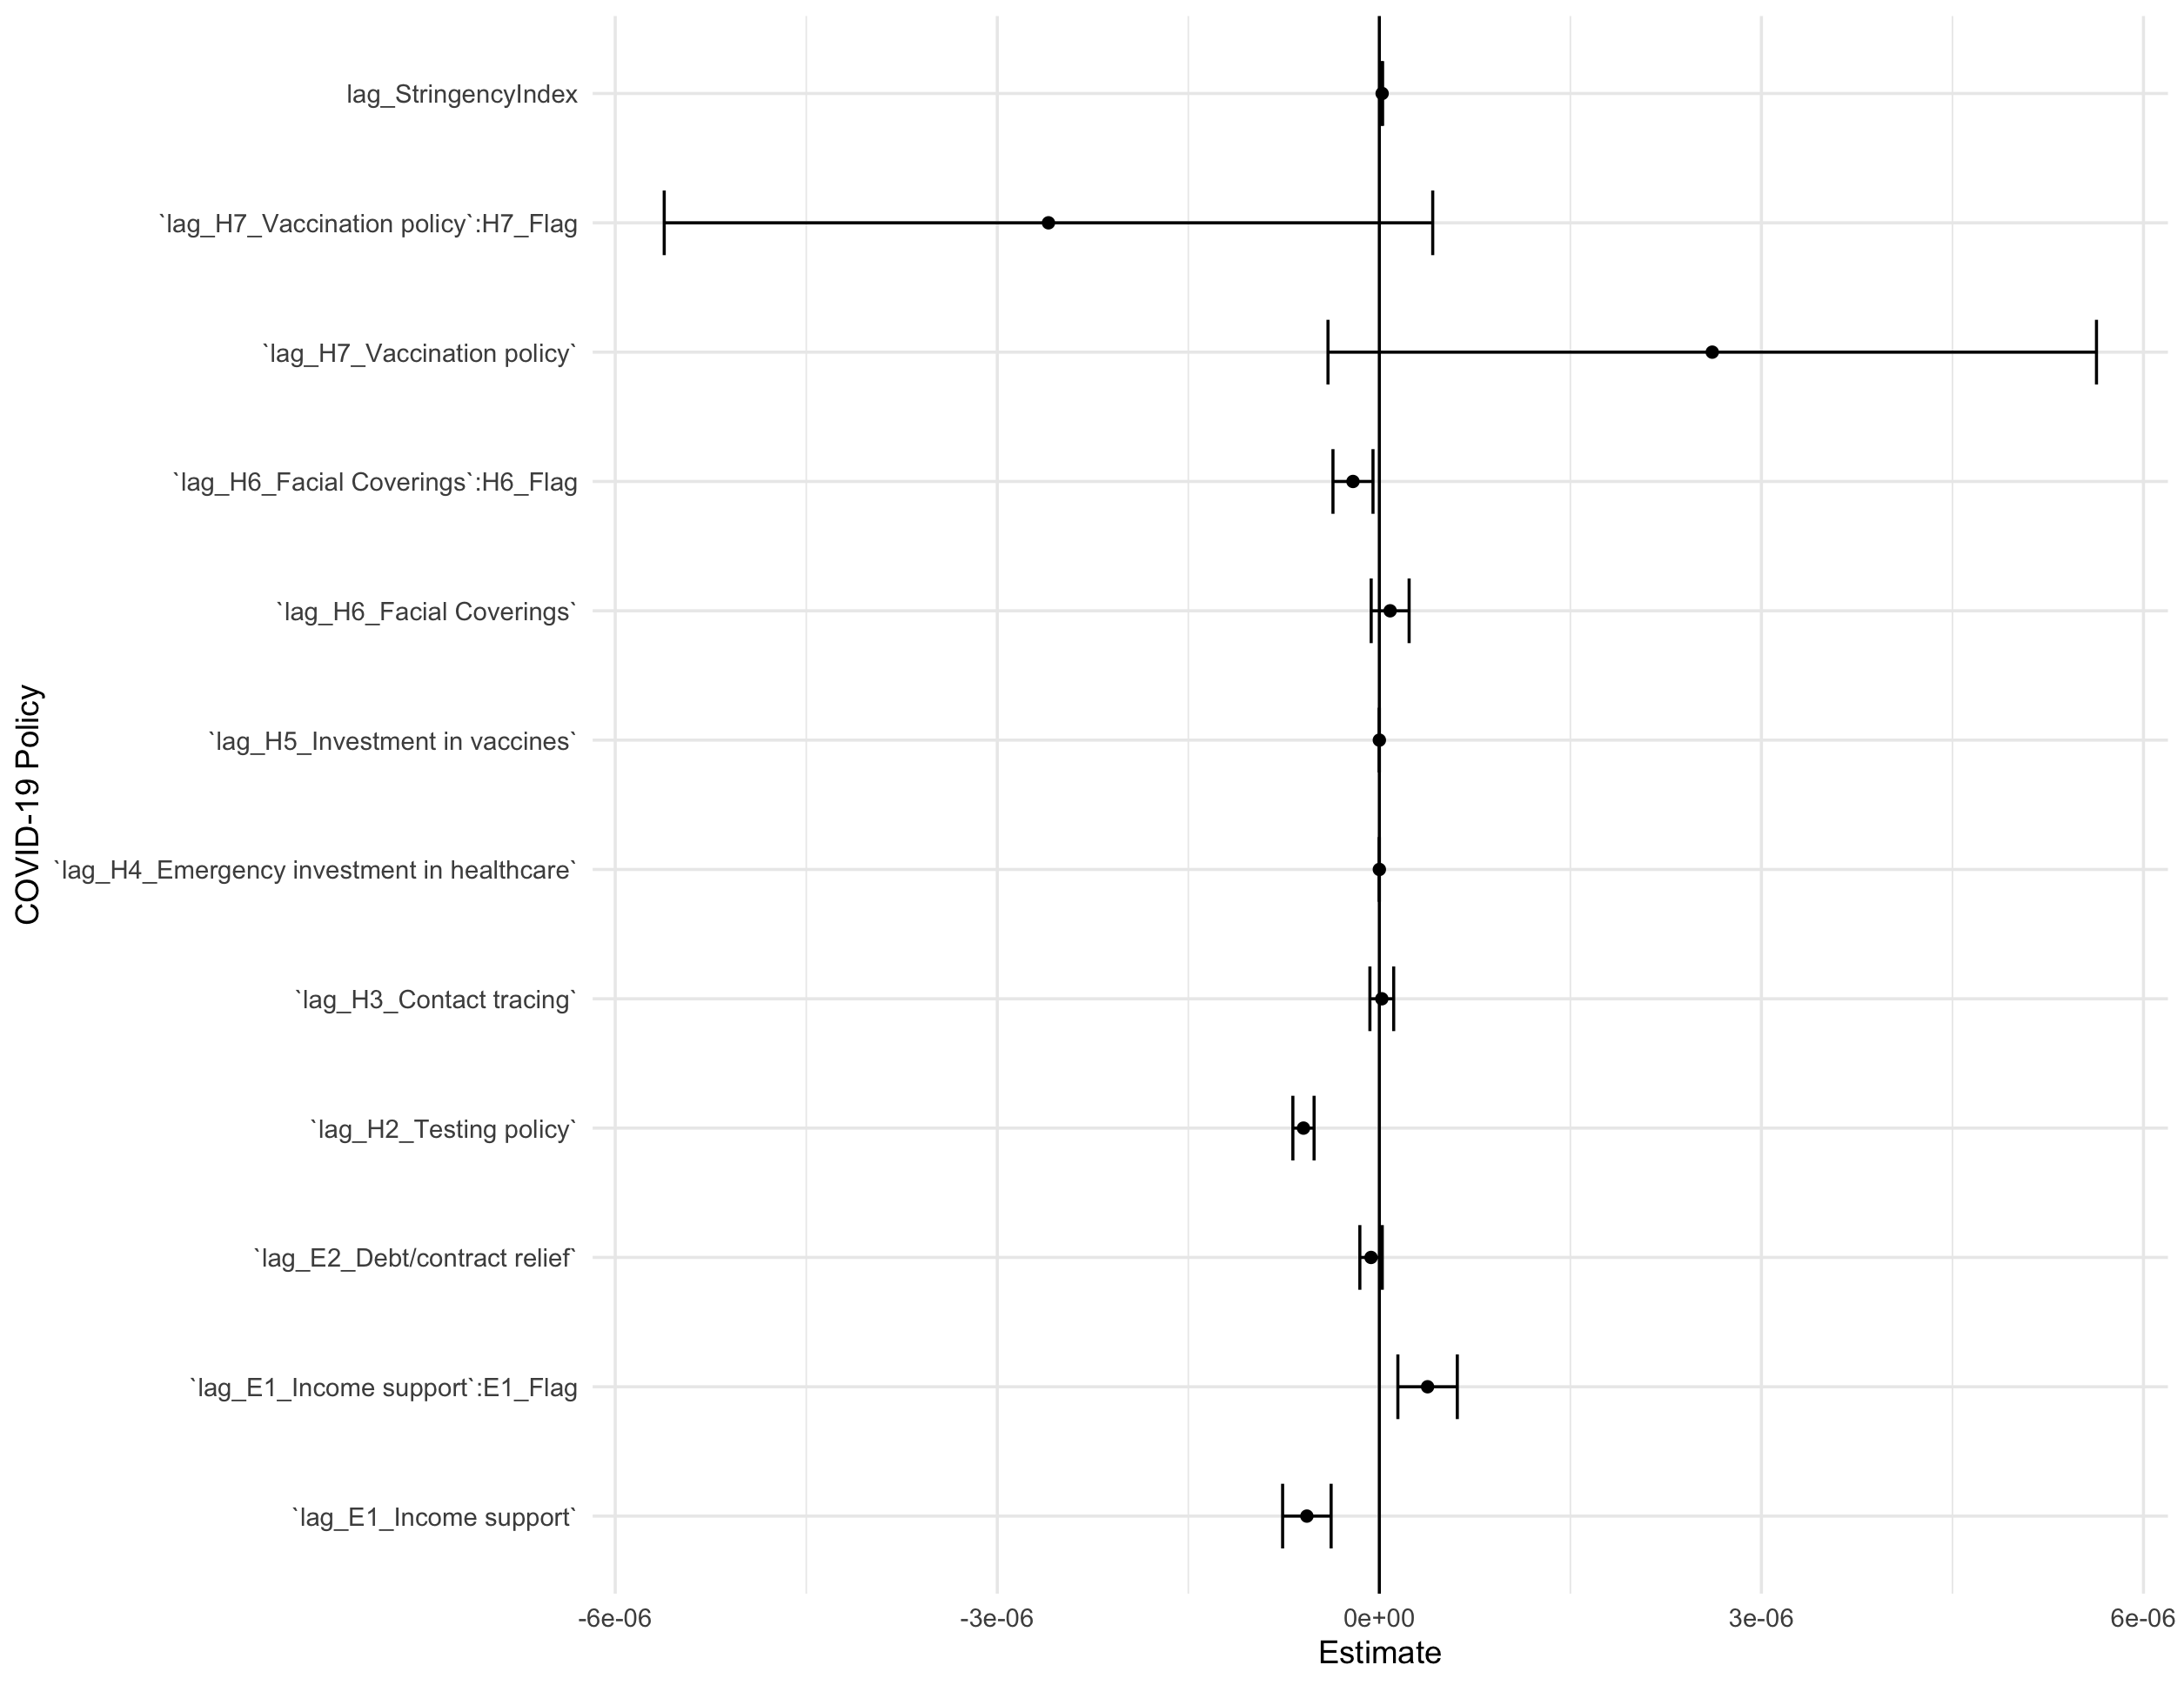 lag_StringencyIndex
`lag_H7_Vaccination policy`:H7_Flag
`lag_H7_Vaccination policy`
`lag_H6_Facial Coverings`:H6_Flag
`lag_H6_Facial Coverings`
`lag_H5_Investment in vaccines`
`lag_H4_Emergency investment in healthcare`
`lag_H3_Contact tracing`
`lag_H2_Testing policy`
`lag_E2_Debt/contract relief`
`lag_E1_Income support`:E1_Flag
`lag_E1_Income support`
COVID-19 Policy
-6e-06 -3e-06 0e+00 3e-06 6e-06
Estimate